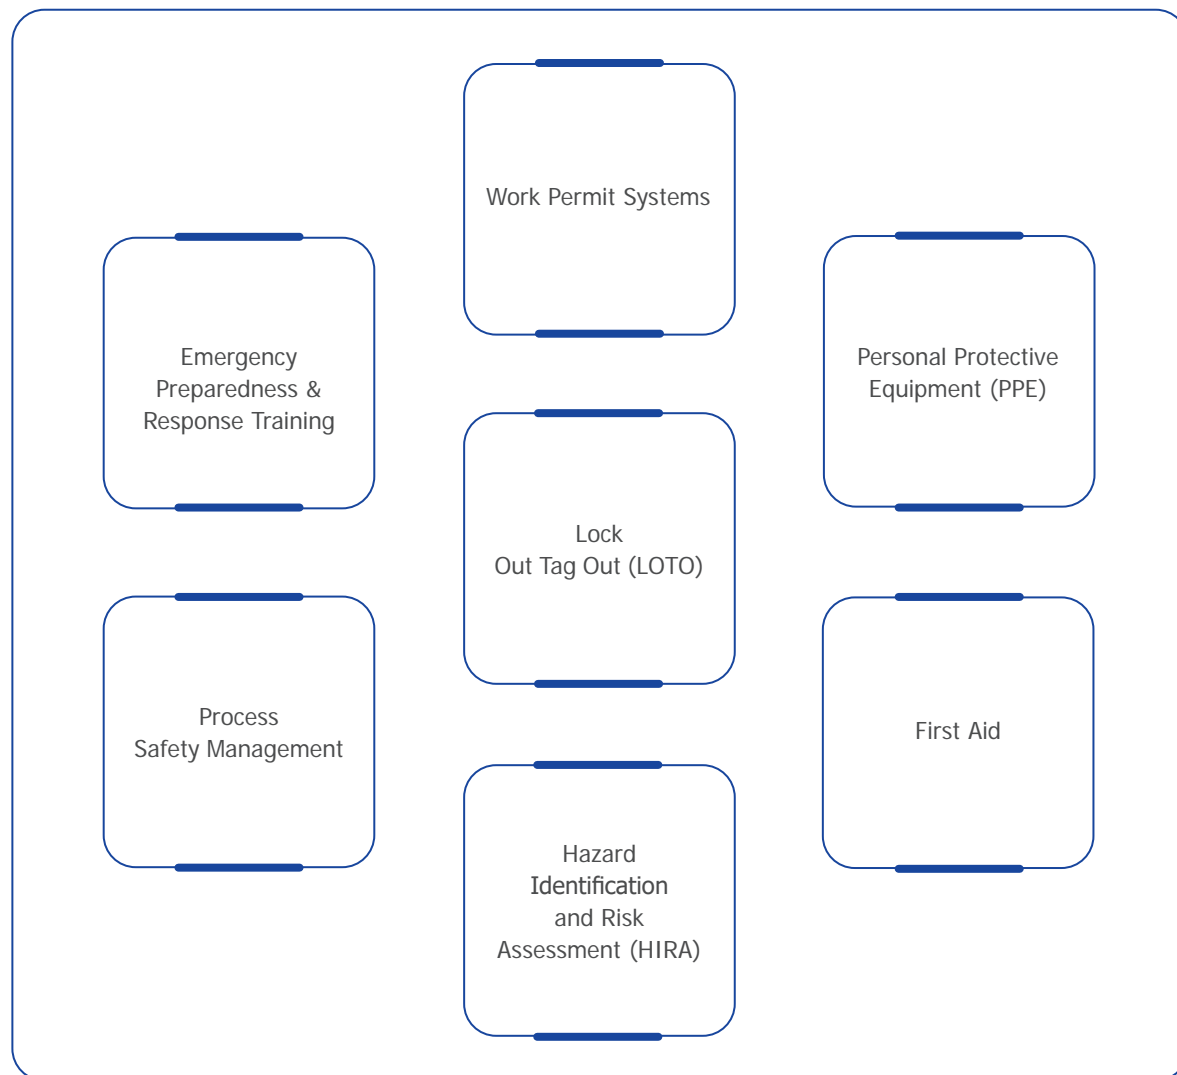 Work Permit Systems
Emergency
Preparedness &
Response Training
Personal Protective
Equipment (PPE)
Lock
Out Tag Out (LOTO)
Process
Safety Management
First Aid
Hazard
Identification
and Risk
Assessment (HIRA)